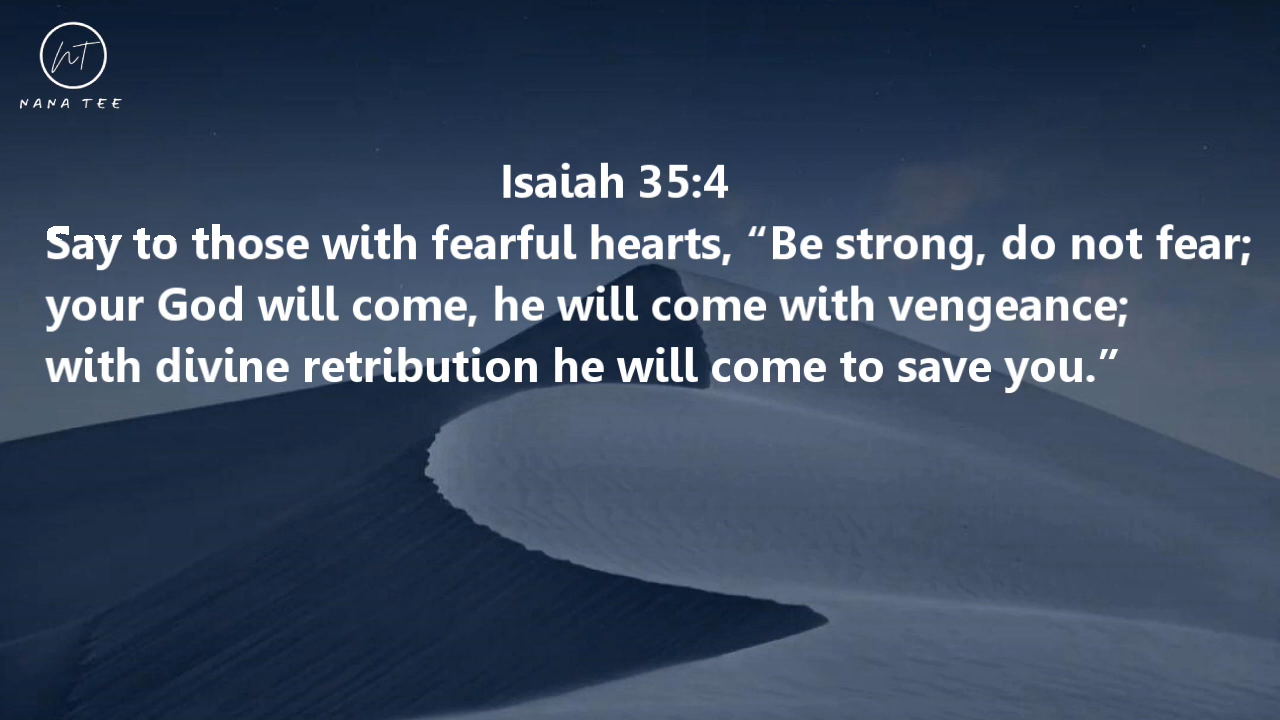 NANA TEE
Isaiah 35:4
Say to those with fearful hearts, “Be strong, do not fear;
your God will come, he will come with vengeance;
with divine retribution he will come to save you.”